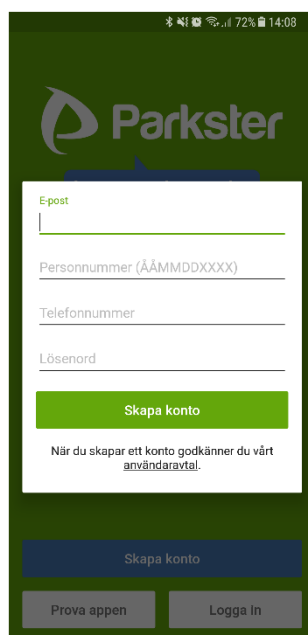 72% 14:08
Parkster
E-post
Personnummer (ÅÅMMDDXXXX)
Telefonnummer
Lösenord
Skapa konto
När du skapar ett konto godkänner du vårt
användaravtal.
Skapa konto
Prova appen
Logga In